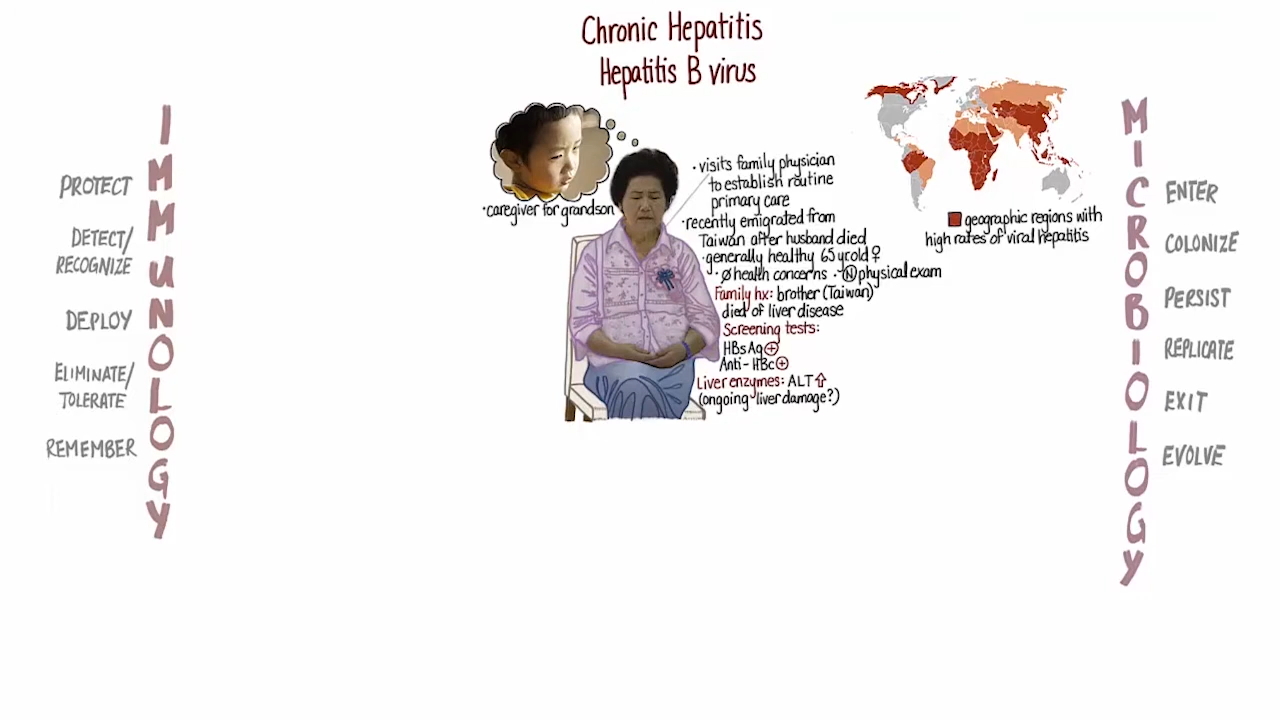 Chronic Hepatitis
Hepatitis B virus
IMMUNOLOGY
PROTECT
DETECT/
RECOGNIZE
DEPLOY
ELIMINATE/
TOLERATE
REMEMBER
•caregiver for grandson
•visits family physician
to establish routine
primary care
•recently emigrated from
Taiwan after husband died
•generally healthy 65 yr old ♀
•Ø health concerns •Ⓝ physical exam
Family hx: brother (Taiwan)
died of liver disease
Screening tests:
HBsAg⊕
Anti-HBc⊕
Liver enzymes: ALT⇧
(ongoing liver damage?)
geographic regions with
high rates of viral hepatitis
MICROBIOLOGY
ENTER
COLONIZE
PERSIST
REPLICATE
EXIT
EVOLVE